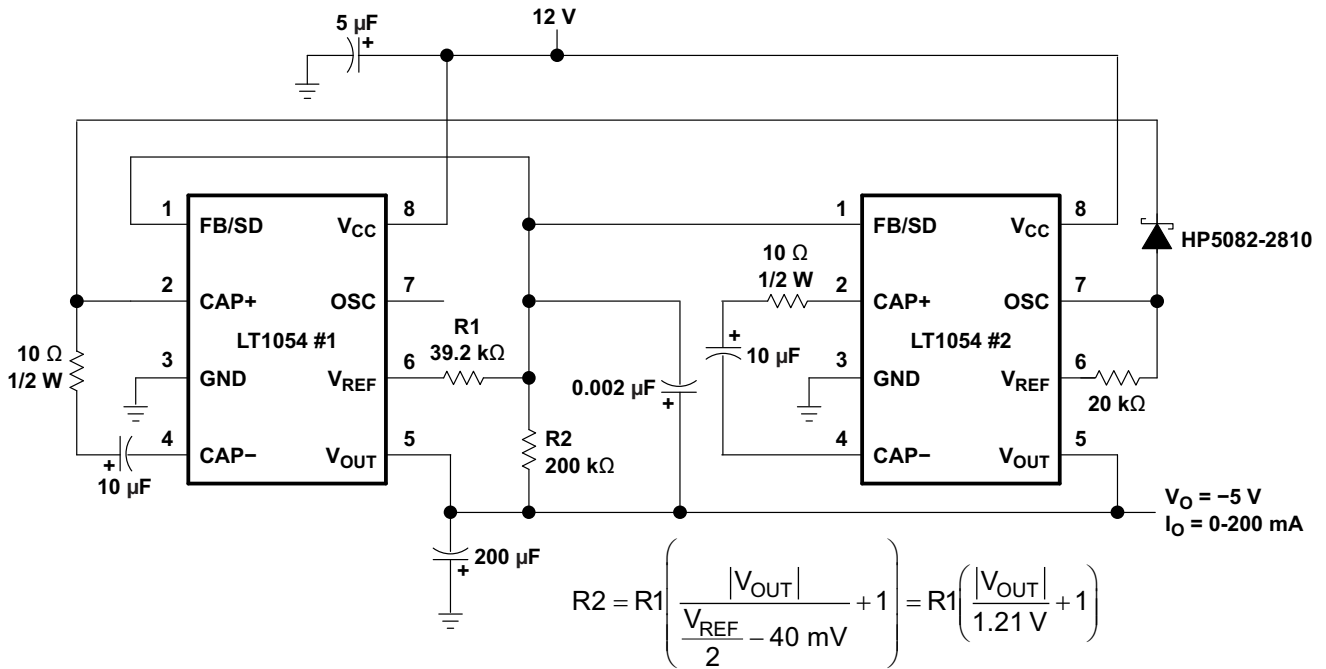 5 µF
+
12 V
1
FB/SD
VCC
8
2
CAP+
OSC
7
LT1054 #1
3
GND
VREF
6
4
CAP−
VOUT
5
10 Ω
1/2 W
+
10 µF
R1
39.2 kΩ
R2
200 kΩ
0.002 µF
+
200 µF
+
10 Ω
1/2 W
+
10 µF
1
FB/SD
VCC
8
2
CAP+
OSC
7
LT1054 #2
3
GND
VREF
6
4
CAP−
VOUT
5
HP5082-2810
20 kΩ
VO = −5 V
IO = 0-200 mA
R2 = R1(|VOUT| / (VREF/2 − 40 mV) + 1) = R1(|VOUT| / 1.21 V + 1)